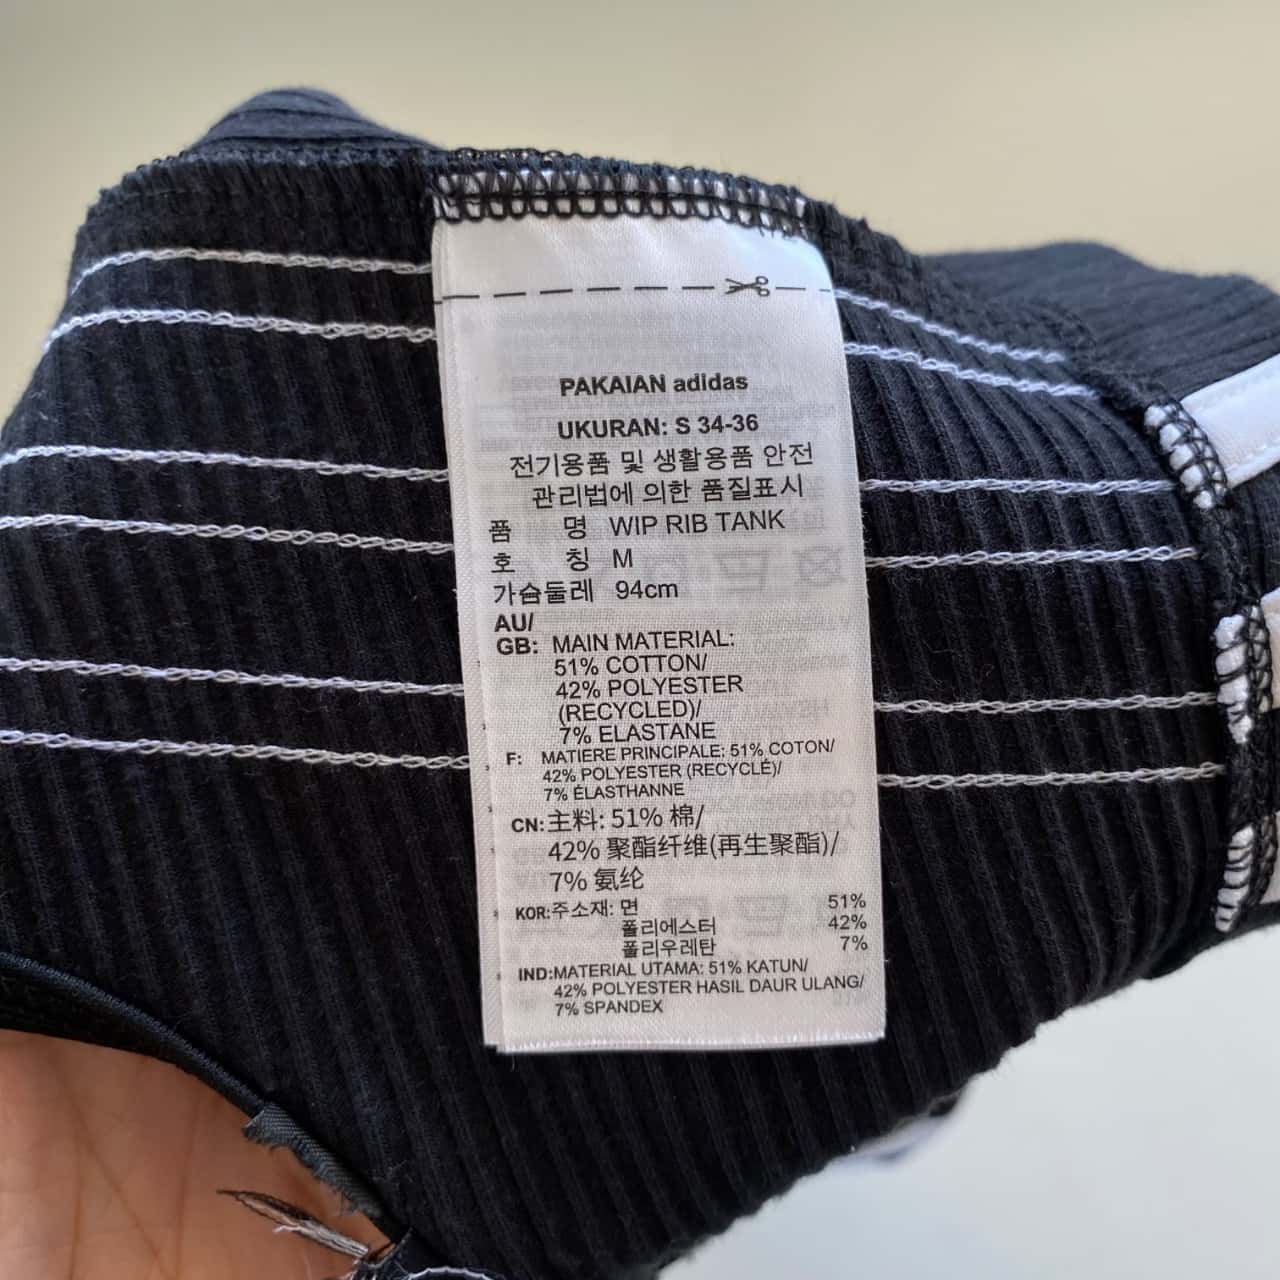 PAKAIAN adidas
UKURAN: S 34-36
전기용품 및 생활용품 안전
관리법에 의한 품질표시
품 명 WIP RIB TANK
호 칭 M
가슴둘레 94cm
AU/
GB: MAIN MATERIAL:
51% COTTON/
42% POLYESTER
(RECYCLED)/
7% ELASTANE
F: MATIERE PRINCIPALE: 51% COTON/
42% POLYESTER (RECYCLÉ)/
7% ÉLASTHANNE
CN: 主料: 51% 棉/
42% 聚酯纤维(再生聚酯)/
7% 氨纶
KOR: 주소재: 면 51%
폴리에스터 42%
폴리우레탄 7%
IND: MATERIAL UTAMA: 51% KATUN/
42% POLYESTER HASIL DAUR ULANG/
7% SPANDEX